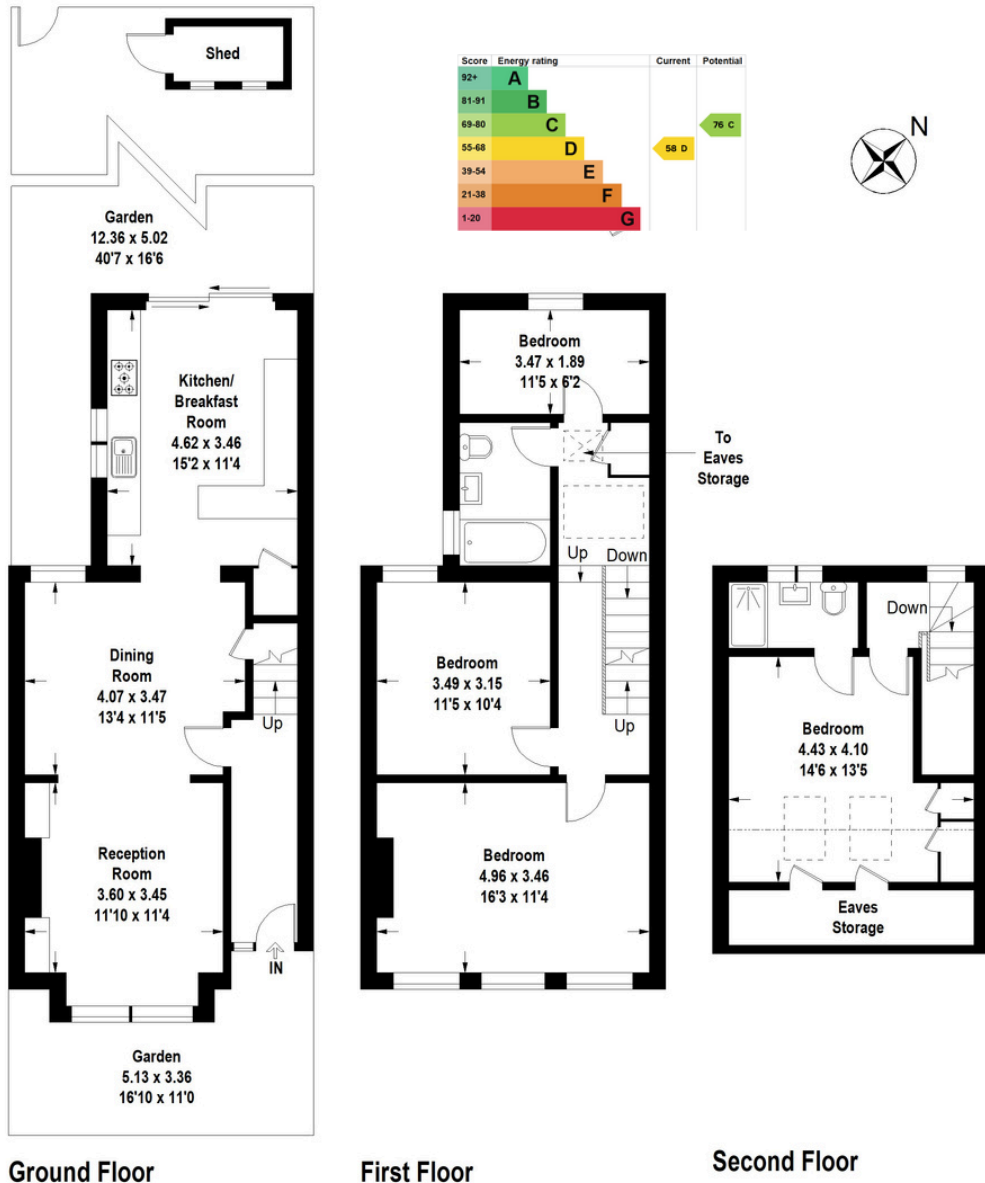 Shed
Garden
12.36 x 5.02
40'7 x 16'6
Kitchen/
Breakfast
Room
4.62 x 3.46
15'2 x 11'4
Dining
Room
4.07 x 3.47
13'4 x 11'5
Up
Reception
Room
3.60 x 3.45
11'10 x 11'4
IN
Garden
5.13 x 3.36
16'10 x 11'0
Ground Floor
Score Energy rating Current Potential
92+ A
81-91 B
69-80 C 76 C
55-68 D 58 D
39-54 E
21-38 F
1-20 G
N
Bedroom
3.47 x 1.89
11'5 x 6'2
To
Eaves
Storage
Up Down
Bedroom
3.49 x 3.15
11'5 x 10'4
Up
Bedroom
4.96 x 3.46
16'3 x 11'4
First Floor
Down
Bedroom
4.43 x 4.10
14'6 x 13'5
Eaves
Storage
Second Floor